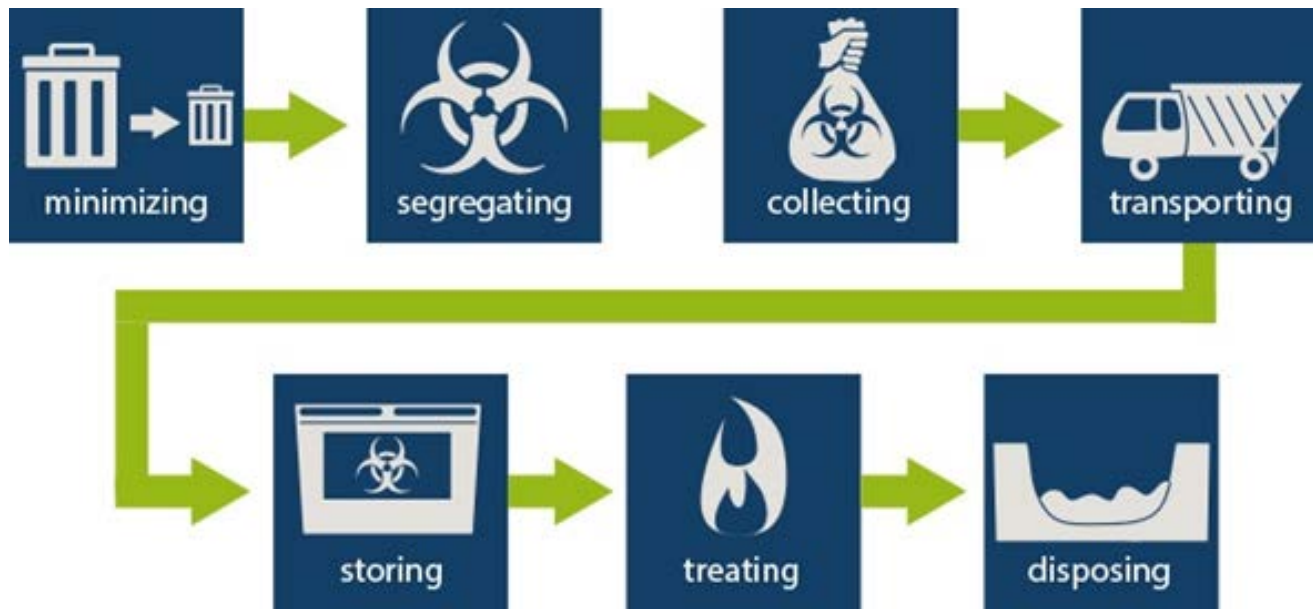 minimizing
segregating
collecting
transporting
storing
treating
disposing